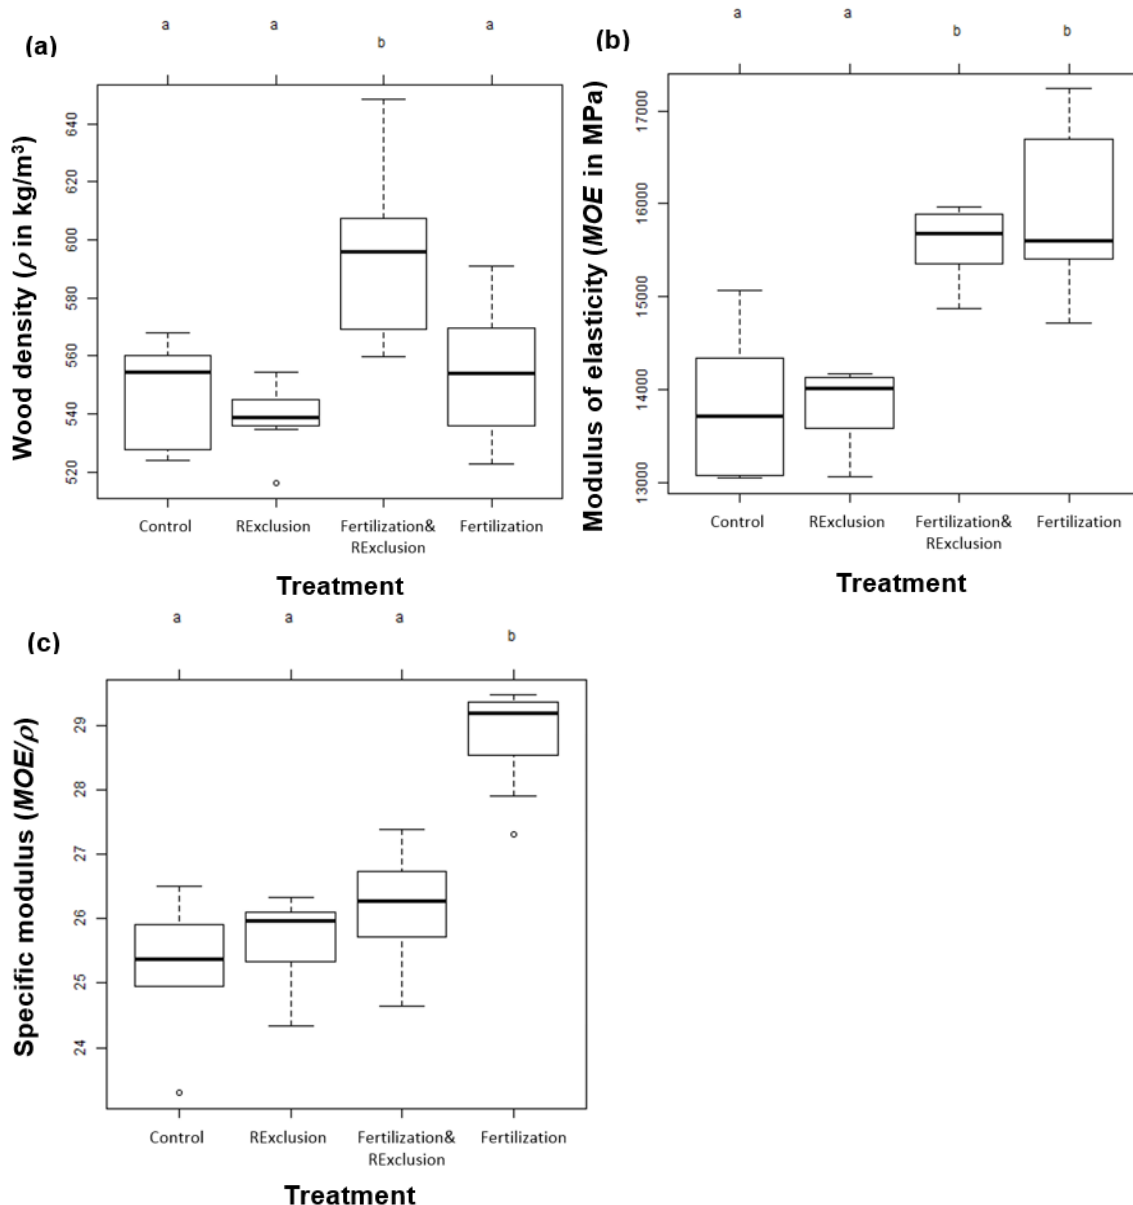 a a b a
(a)
Wood density (ρ in kg/m³)
640
620
600
580
560
540
520
Control RExclusion Fertilization& Fertilization
RExclusion
Treatment
a a b b
(b)
Modulus of elasticity (MOE in MPa)
17000
16000
15000
14000
13000
Control RExclusion Fertilization& Fertilization
RExclusion
Treatment
a a a b
(c)
Specific modulus (MOE/ρ)
29
28
27
26
25
24
Control RExclusion Fertilization& Fertilization
RExclusion
Treatment